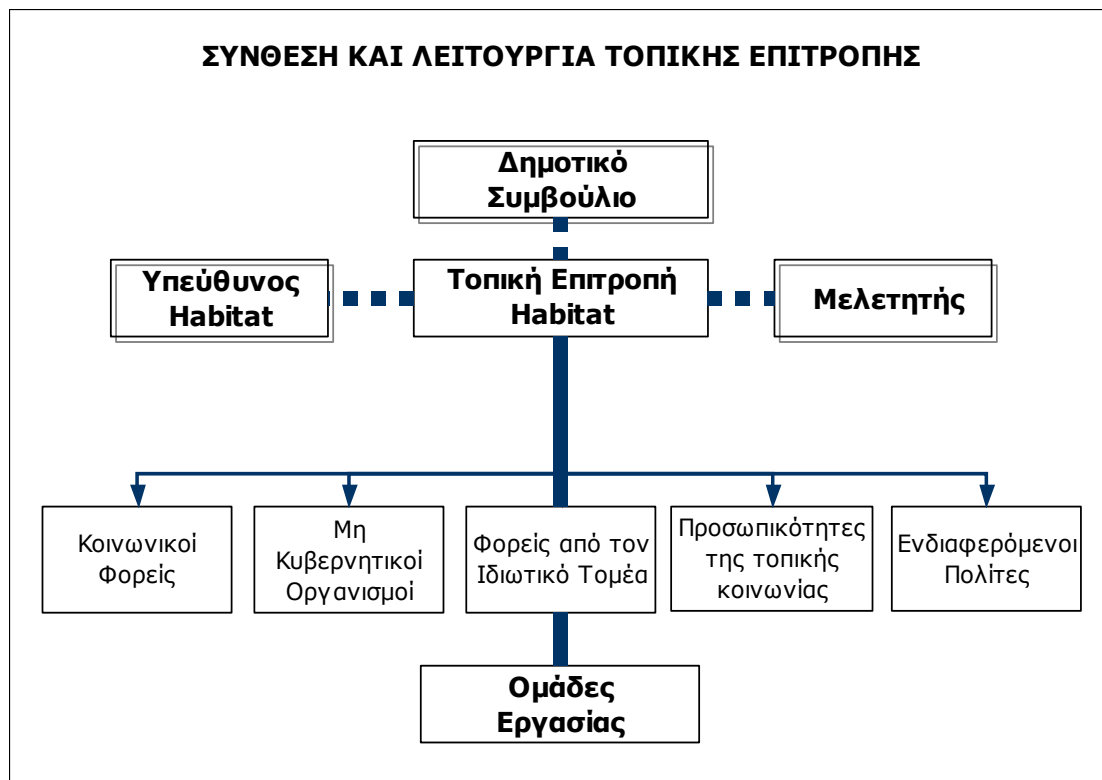 ΣΥΝΘΕΣΗ ΚΑΙ ΛΕΙΤΟΥΡΓΙΑ ΤΟΠΙΚΗΣ ΕΠΙΤΡΟΠΗΣ
Δημοτικό
Συμβούλιο
Υπεύθυνος
Habitat
Τοπική Επιτροπή
Habitat
Μελετητής
Κοινωνικοί
Φορείς
Μη
Κυβερνητικοί
Οργανισμοί
Φορείς από τον
Ιδιωτικό Τομέα
Προσωπικότητες
της τοπικής
κοινωνίας
Ενδιαφερόμενοι
Πολίτες
Ομάδες
Εργασίας